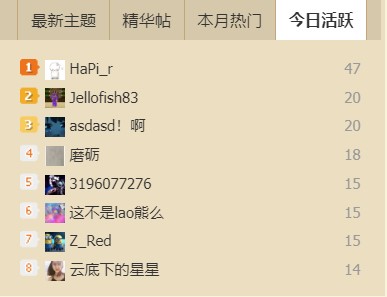 最新主题 精华帖 本月热门 今日活跃
1 HaPi_r 47
2 Jellofish83 20
3 asdasd！啊 20
4 磨砺 18
5 3196077276 15
6 这不是lao熊么 15
7 Z_Red 15
8 云底下的星星 14